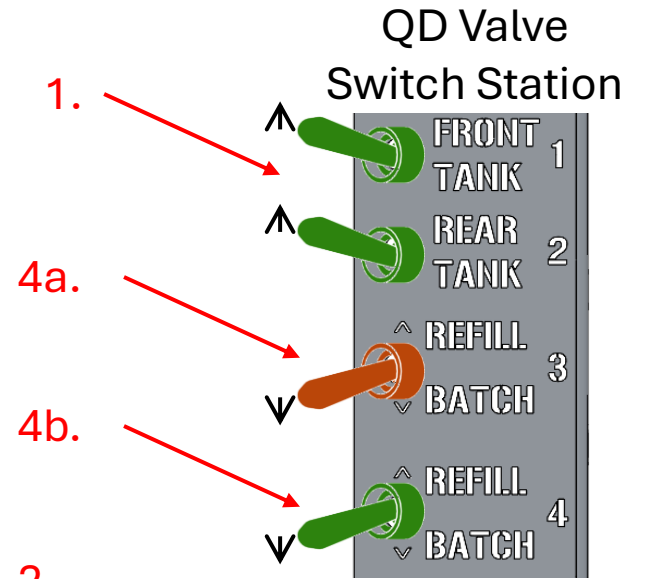 QD Valve
Switch Station
1.
FRONT
TANK
1
REAR
TANK
2
4a.
REFILL
BATCH
3
4b.
REFILL
BATCH
4